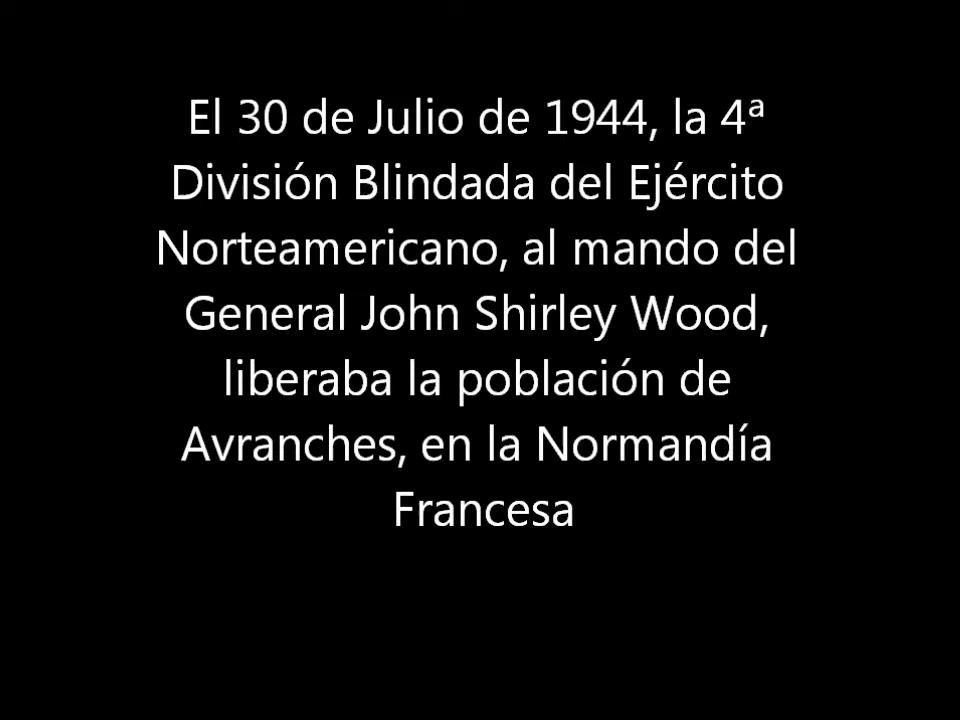 El 30 de Julio de 1944, la 4ª
División Blindada del Ejército
Norteamericano, al mando del
General John Shirley Wood,
liberaba la población de
Avranches, en la Normandía
Francesa